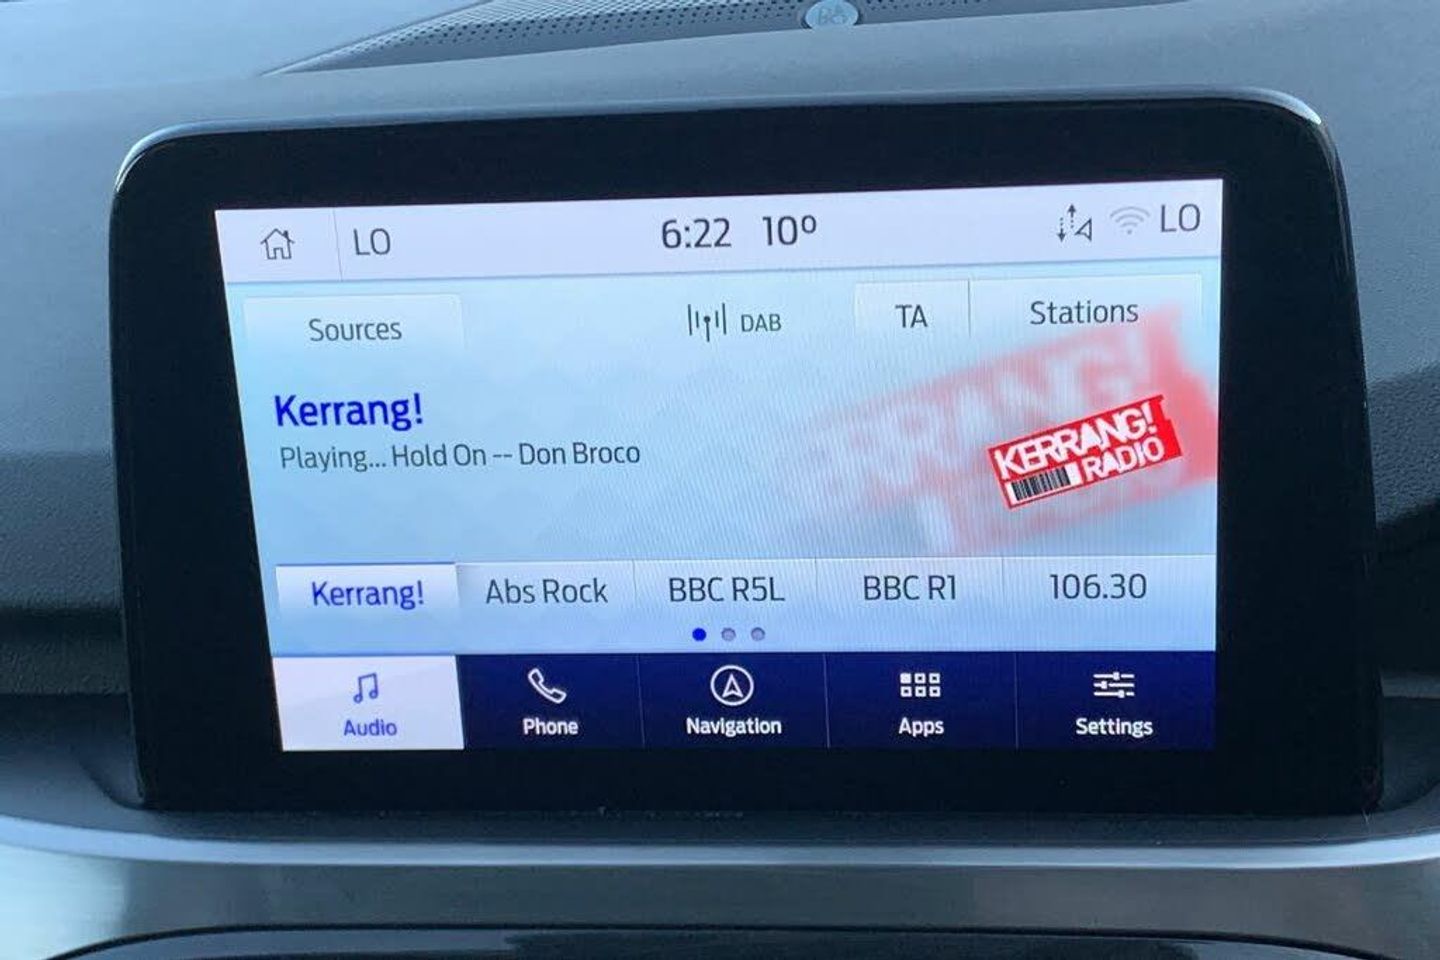 LO 6:22 10° LO
Sources DAB TA Stations
Kerrang!
Playing... Hold On -- Don Broco
KERRANG!
RADIO
Kerrang! Abs Rock BBC R5L BBC R1 106.30
Audio Phone Navigation Apps Settings